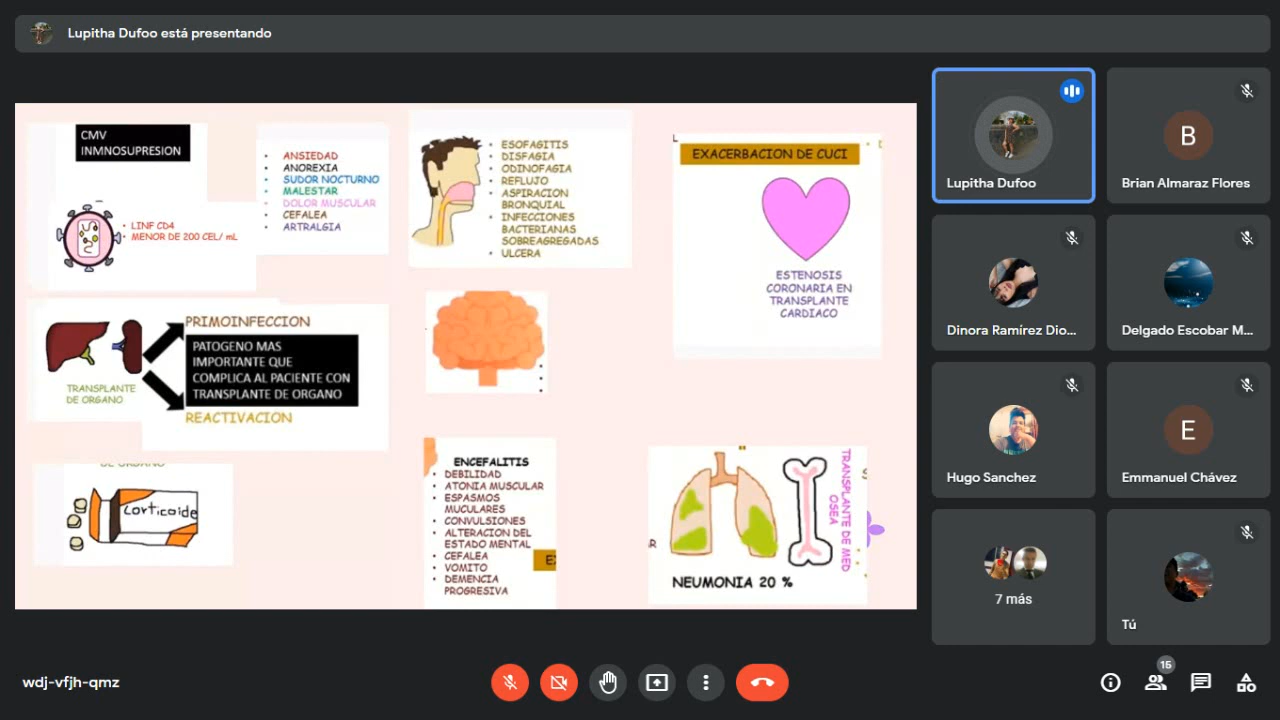 Lupitha Dufoo está presentando
CMV
INMNOSUPRESION
LINF CD4
MENOR DE 200 CEL/ mL
ANSIEDAD
ANOREXIA
SUDOR NOCTURNO
MALESTAR
DOLOR MUSCULAR
CEFALEA
ARTRALGIA
ESOFAGITIS
DISFAGIA
ODINOFAGIA
REFLUJO
ASPIRACION
BRONQUIAL
INFECCIONES
BACTERIANAS
SOBREAGREGADAS
ULCERA
EXACERBACION DE CUCI
ESTENOSIS
CORONARIA EN
TRANSPLANTE
CARDIACO
PRIMOINFECCION
PATOGENO MAS
IMPORTANTE QUE
COMPLICA AL PACIENTE CON
TRANSPLANTE DE ORGANO
REACTIVACION
TRANSPLANTE
DE ORGANO
DE ORGANO
Corticoide
ENCEFALITIS
DEBILIDAD
ATONIA MUSCULAR
ESPASMOS
MUCULARES
CONVULSIONES
ALTERACION DEL
ESTADO MENTAL
CEFALEA
VOMITO
DEMENCIA
PROGRESIVA
TRANSPLANTE DE MED
OSEA
NEUMONIA 20 %
Lupitha Dufoo
Brian Almaraz Flores
B
Dinora Ramírez Dio...
Delgado Escobar M...
Hugo Sanchez
E
Emmanuel Chávez
7 más
Tú
wdj-vfjh-qmz
15